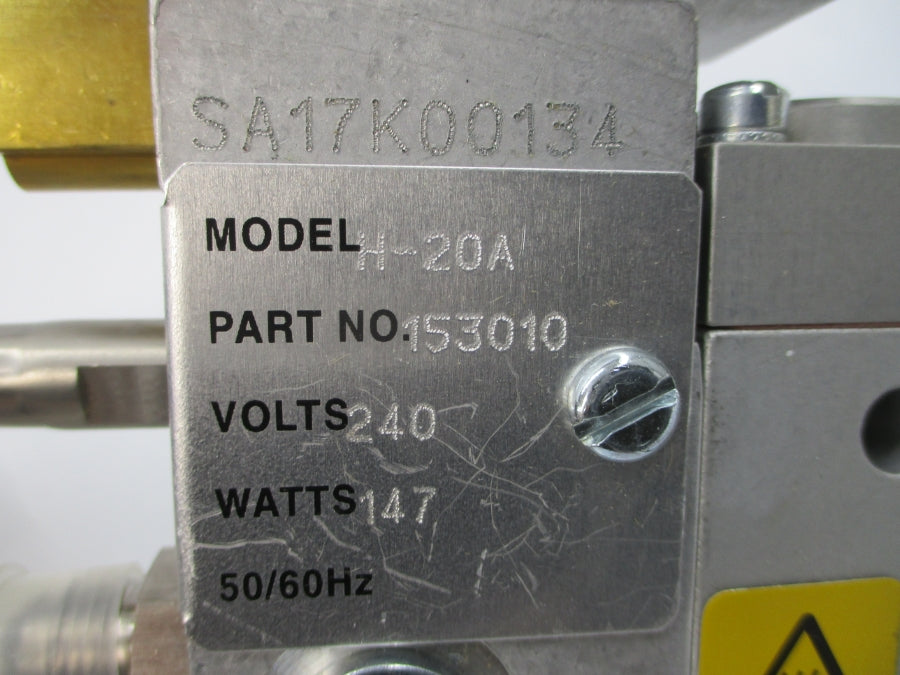 SA17K00134
MODEL H-20A
PART NO. 153010
VOLTS 240
WATTS 147
50/60Hz